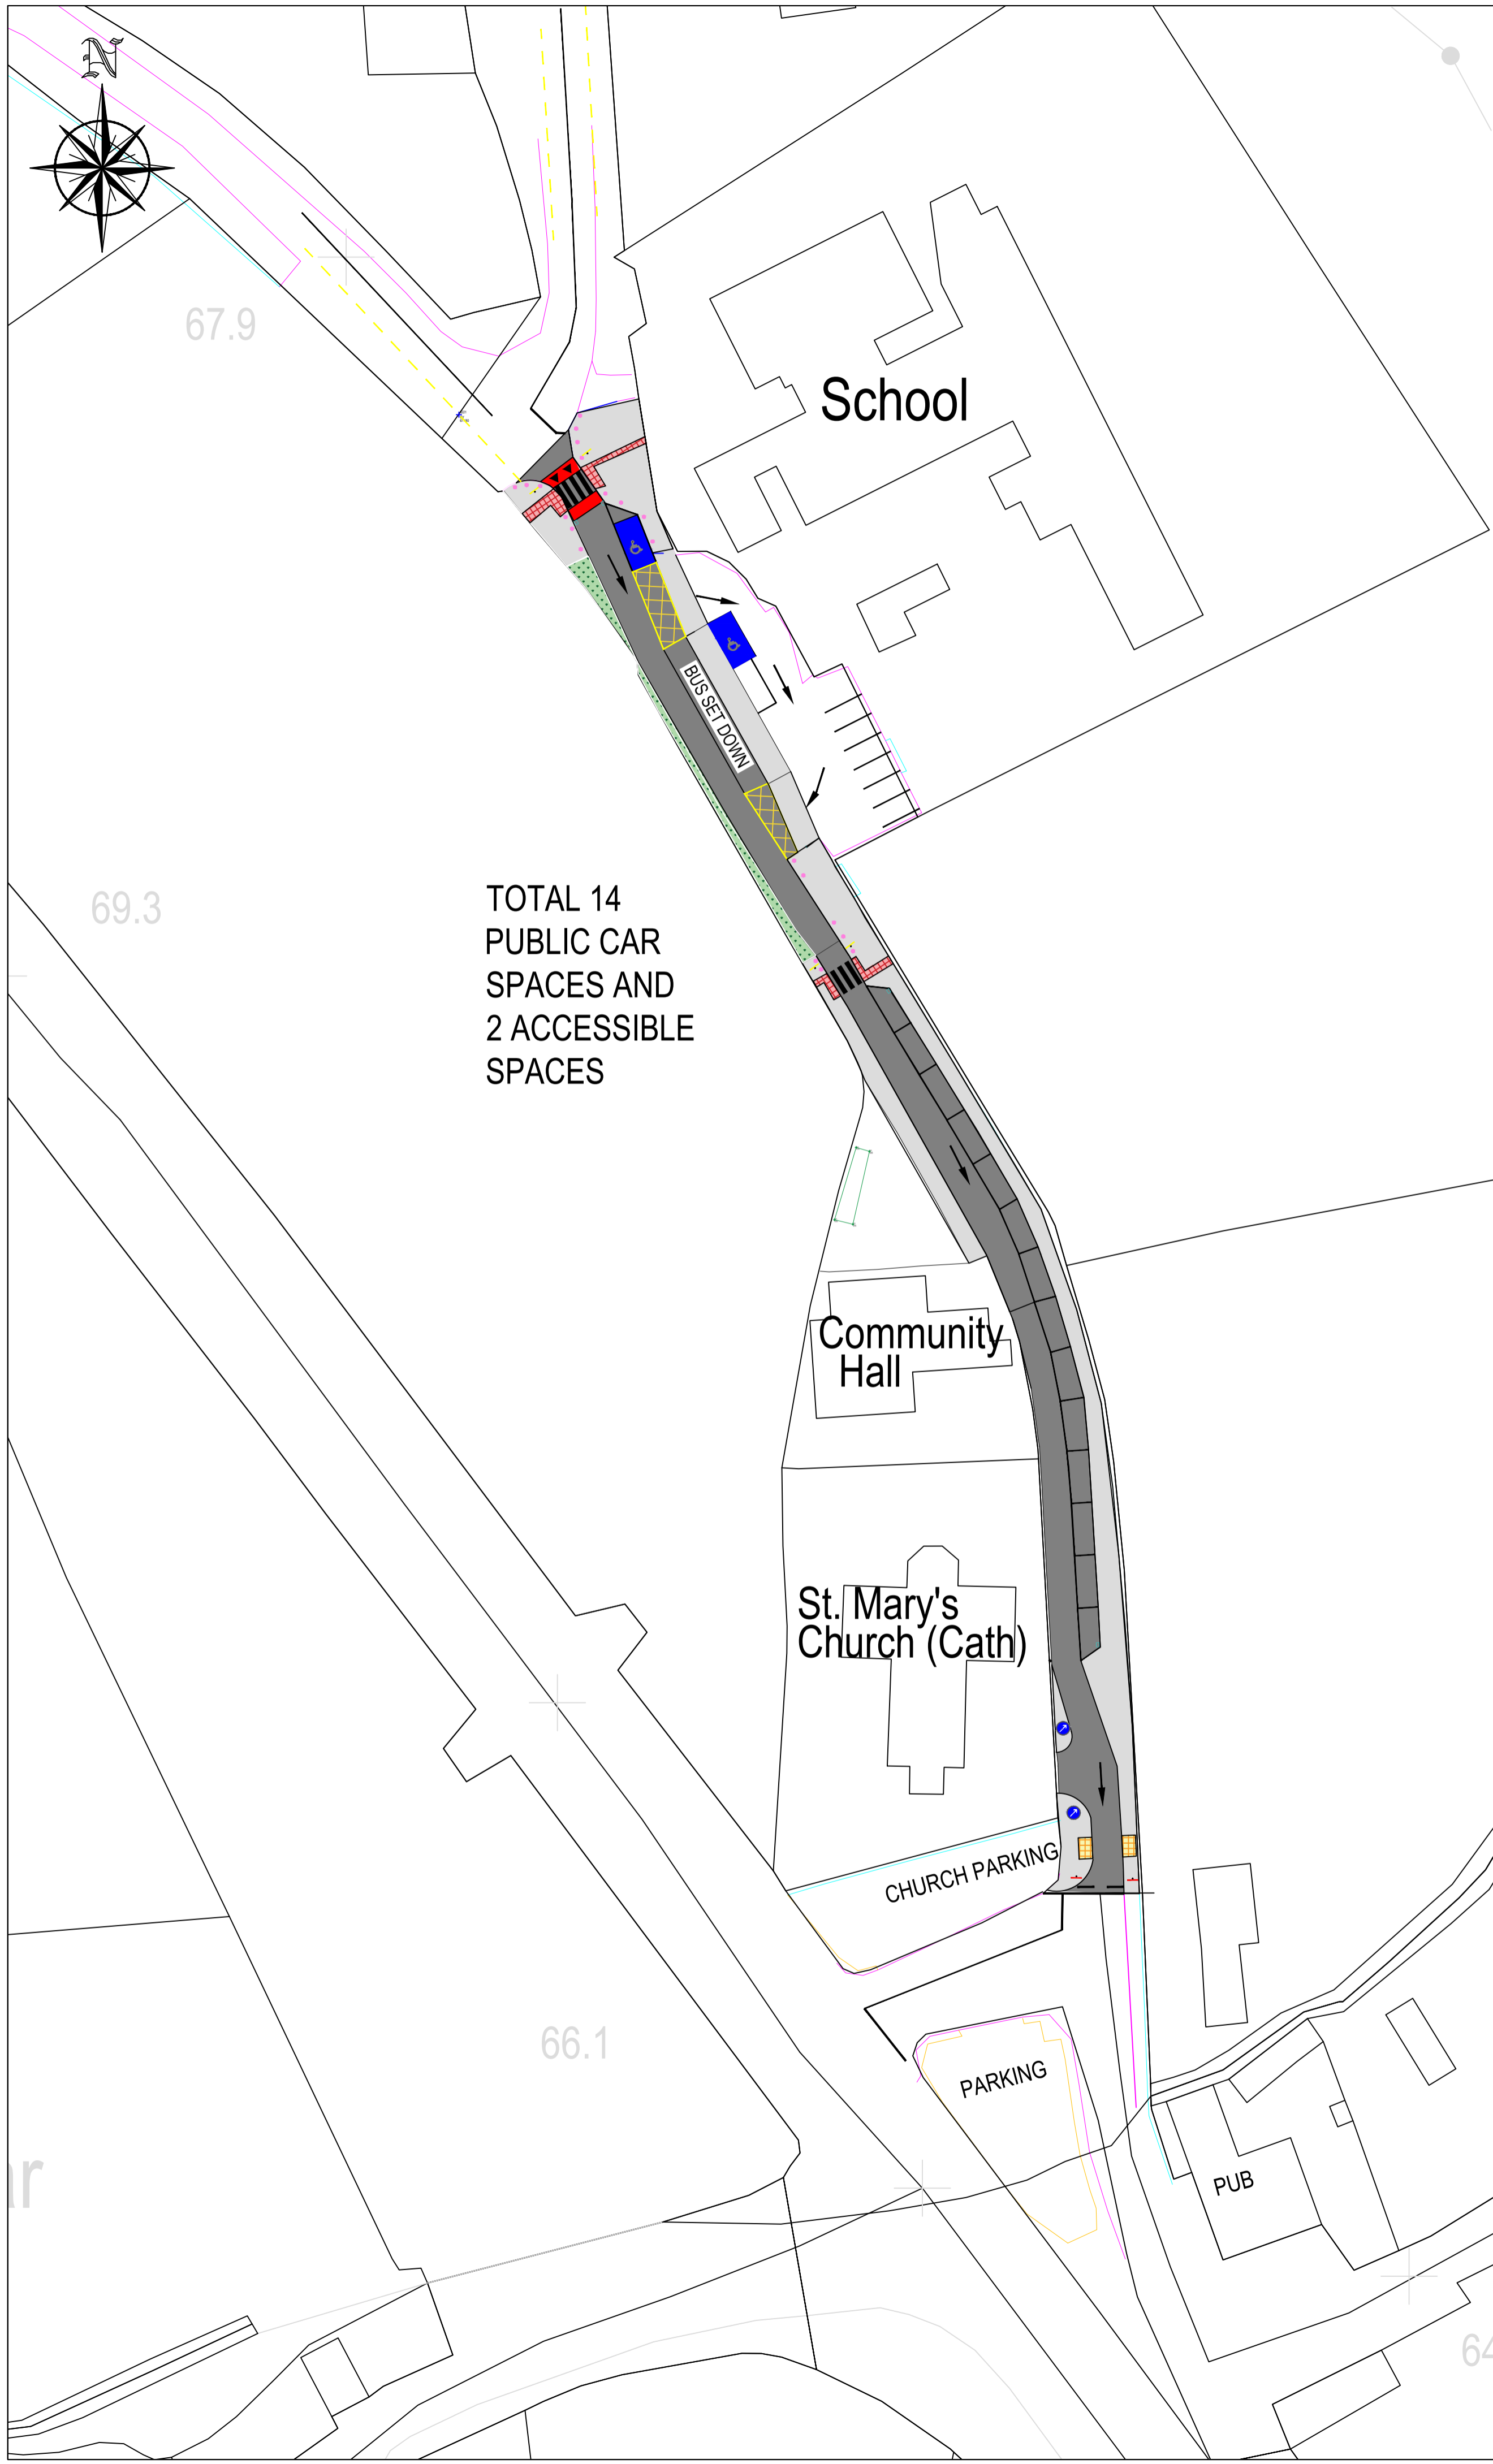 N
67.9
School
BUS SET DOWN
69.3
TOTAL 14
PUBLIC CAR
SPACES AND
2 ACCESSIBLE
SPACES
Community
Hall
St. Mary's
Church (Cath)
CHURCH PARKING
66.1
PARKING
PUB